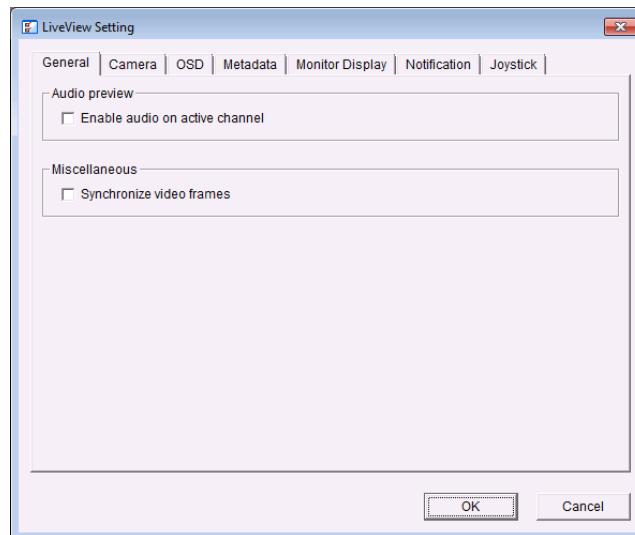 LiveView Setting
General Camera OSD Metadata Monitor Display Notification Joystick
Audio preview
Enable audio on active channel
Miscellaneous
Synchronize video frames
OK Cancel